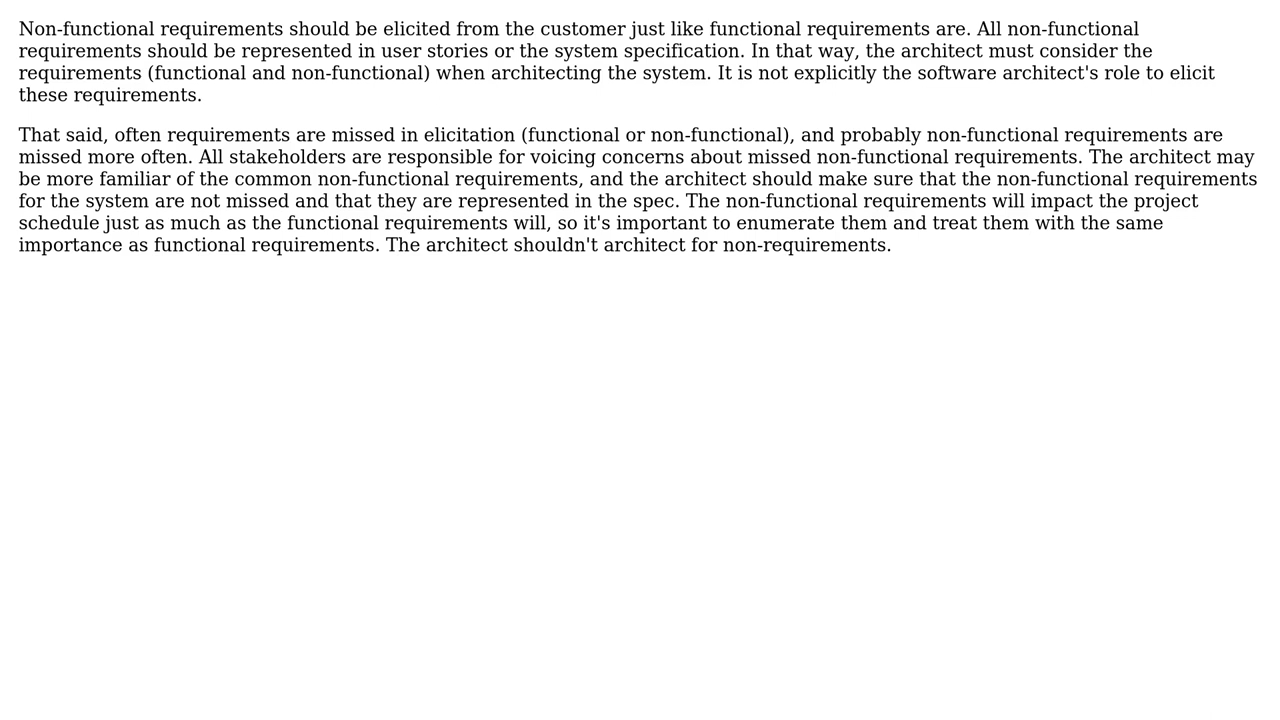 Non-functional requirements should be elicited from the customer just like functional requirements are. All non-functional
requirements should be represented in user stories or the system specification. In that way, the architect must consider the
requirements (functional and non-functional) when architecting the system. It is not explicitly the software architect's role to elicit
these requirements.
That said, often requirements are missed in elicitation (functional or non-functional), and probably non-functional requirements are
missed more often. All stakeholders are responsible for voicing concerns about missed non-functional requirements. The architect may
be more familiar of the common non-functional requirements, and the architect should make sure that the non-functional requirements
for the system are not missed and that they are represented in the spec. The non-functional requirements will impact the project
schedule just as much as the functional requirements will, so it's important to enumerate them and treat them with the same
importance as functional requirements. The architect shouldn't architect for non-requirements.